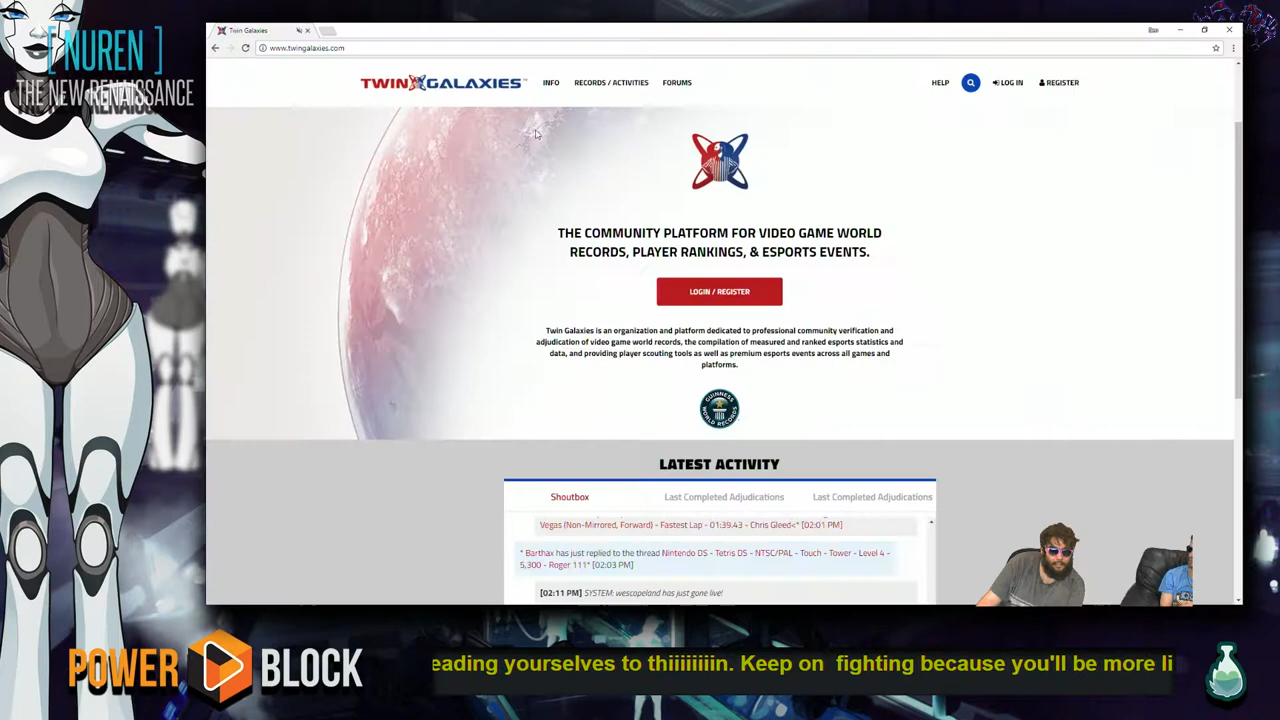 [ NUREN ]
THE NEW RENAISSANCE
Twin Galaxies
www.twingalaxies.com
TWIN GALAXIES
INFO
RECORDS / ACTIVITIES
FORUMS
HELP
LOG IN
REGISTER
THE COMMUNITY PLATFORM FOR VIDEO GAME WORLD
RECORDS, PLAYER RANKINGS, & ESPORTS EVENTS.
LOGIN / REGISTER
Twin Galaxies is an organization and platform dedicated to professional community verification and
adjudication of video game world records, the compilation of measured and ranked esports statistics and
data, and providing player scouting tools as well as premium esports events across all games and
platforms.
GUINNESS
WORLD RECORDS
LATEST ACTIVITY
Shoutbox
Last Completed Adjudications
Last Completed Adjudications
Vegas (Non-Mirrored, Forward) - Fastest Lap - 01:39.43 - Chris Gleed<* [02:01 PM]
* Barthax has just replied to the thread Nintendo DS - Tetris DS - NTSC/PAL - Touch - Tower - Level 4 -
5,300 - Roger 111* [02:03 PM]
[02:11 PM] SYSTEM: wescopeland has just gone live!
POWER BLOCK
eading yourselves to thiiiiiiiin. Keep on fighting because you'll be more li